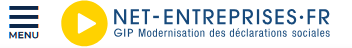 MENU
NET-ENTREPRISES·FR
GIP Modernisation des déclarations sociales